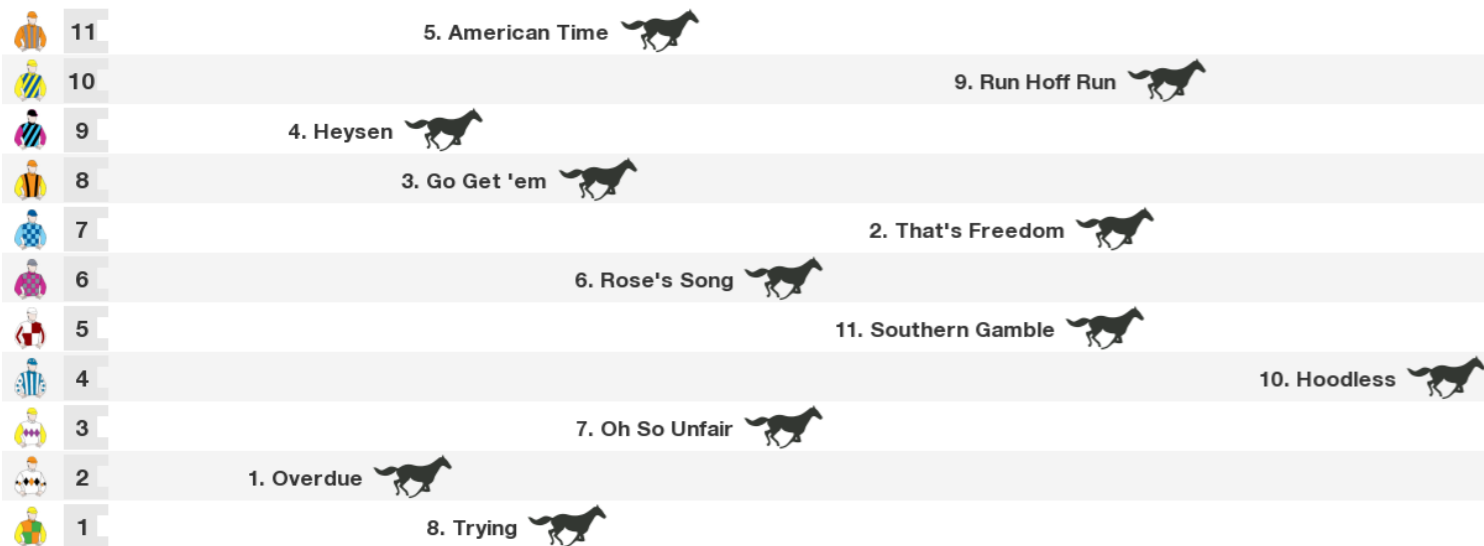 11 5. American Time
10 9. Run Hoff Run
9 4. Heysen
8 3. Go Get 'em
7 2. That's Freedom
6 6. Rose's Song
5 11. Southern Gamble
4 10. Hoodless
3 7. Oh So Unfair
2 1. Overdue
1 8. Trying